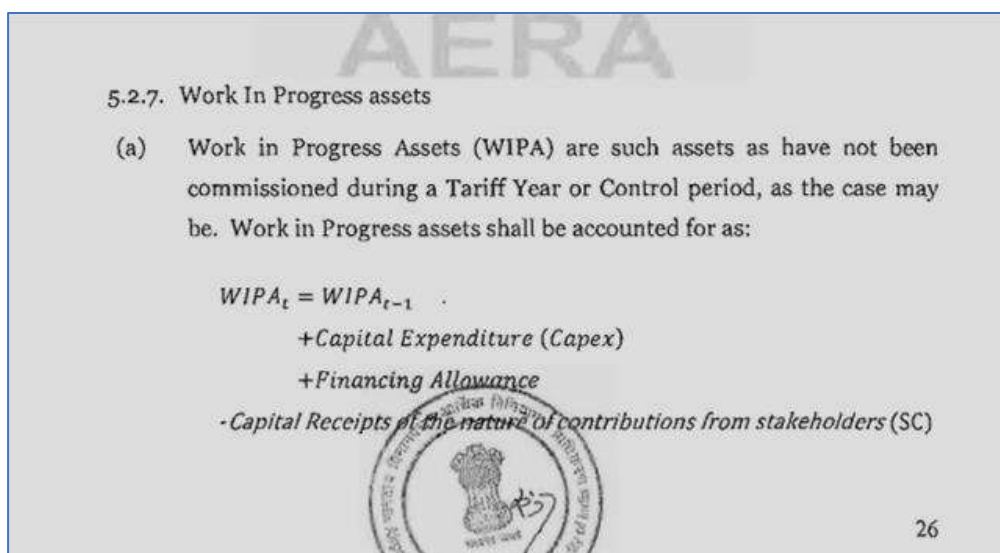 AERA
5.2.7. Work In Progress assets
(a) Work in Progress Assets (WIPA) are such assets as have not been
commissioned during a Tariff Year or Control period, as the case may
be. Work in Progress assets shall be accounted for as:
WIPAₜ = WIPAₜ₋₁ .
+Capital Expenditure (Capex)
+Financing Allowance
-Capital Receipts of the nature of contributions from stakeholders (SC)
26